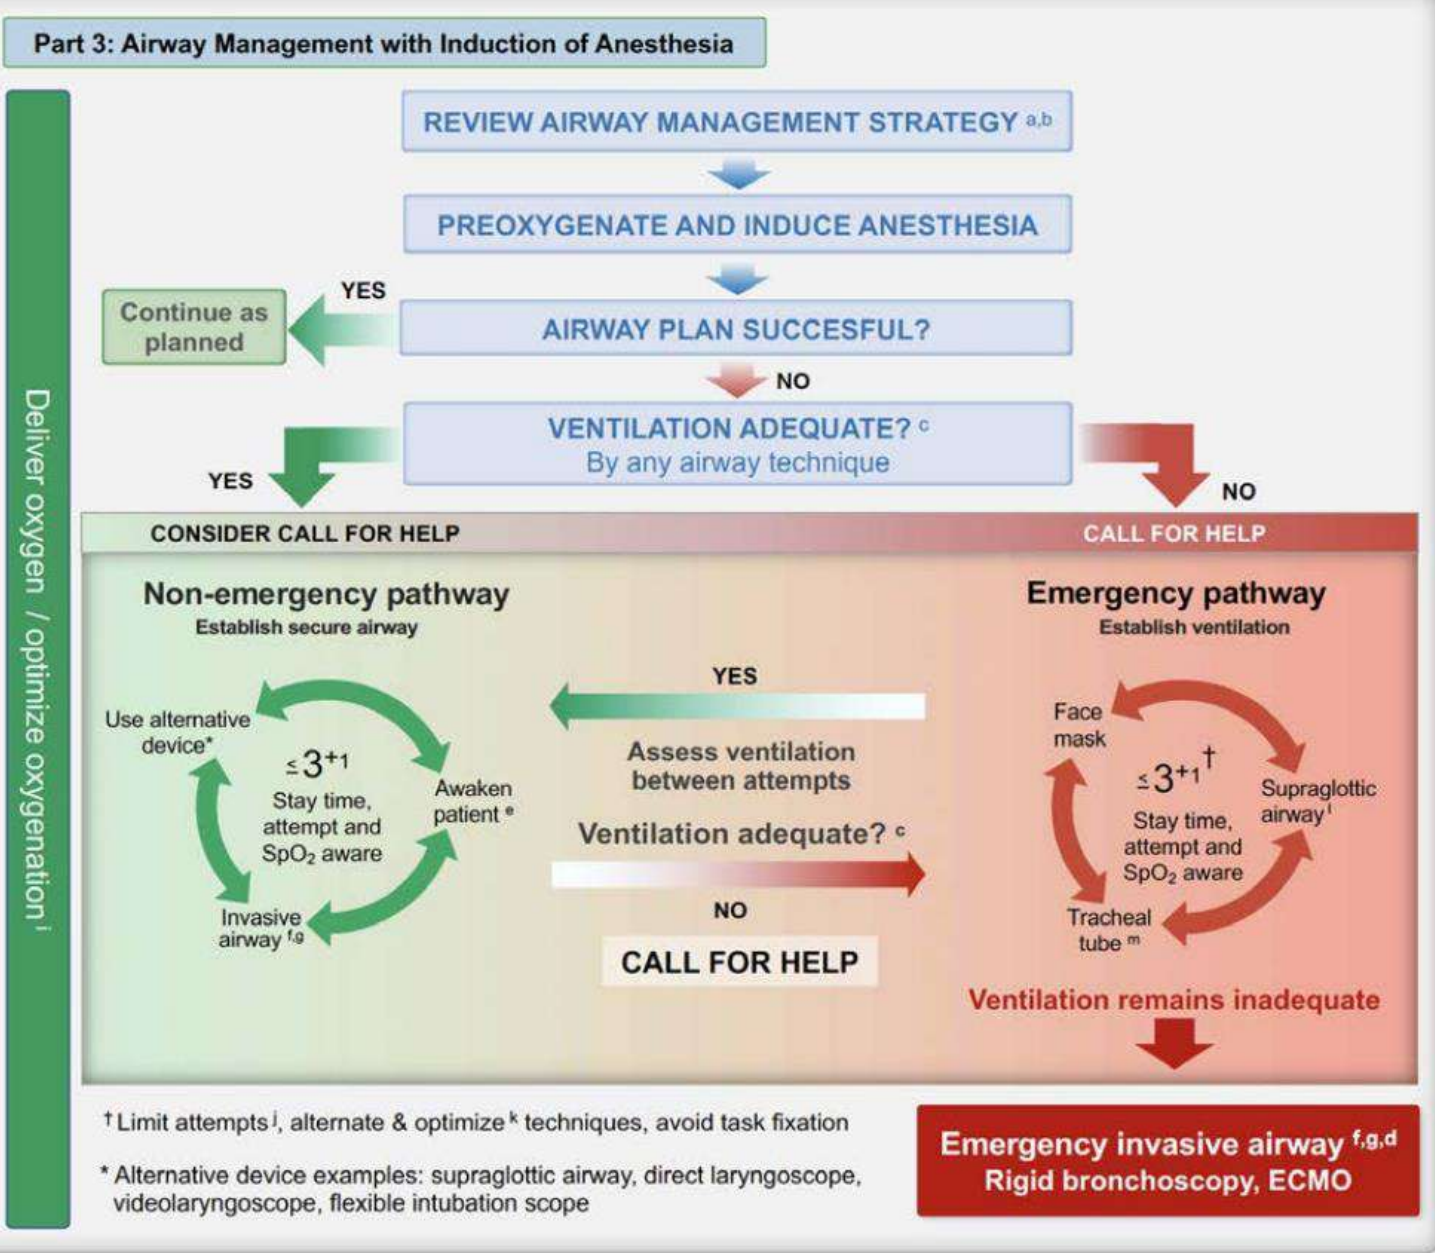 Part 3: Airway Management with Induction of Anesthesia
Deliver oxygen / optimize oxygenation i
REVIEW AIRWAY MANAGEMENT STRATEGY a,b
PREOXYGENATE AND INDUCE ANESTHESIA
YES
Continue as
planned
AIRWAY PLAN SUCCESFUL?
NO
VENTILATION ADEQUATE? c
By any airway technique
YES
NO
CONSIDER CALL FOR HELP
CALL FOR HELP
Non-emergency pathway
Establish secure airway
Use alternative
device*
≤3+1
Stay time,
attempt and
SpO2 aware
Awaken
patient e
Invasive
airway f,g
YES
Assess ventilation
between attempts
Ventilation adequate? c
NO
CALL FOR HELP
Emergency pathway
Establish ventilation
Face
mask
≤3+1†
Stay time,
attempt and
SpO2 aware
Supraglottic
airway l
Tracheal
tube m
Ventilation remains inadequate
† Limit attempts j, alternate & optimize k techniques, avoid task fixation
* Alternative device examples: supraglottic airway, direct laryngoscope,
videolaryngoscope, flexible intubation scope
Emergency invasive airway f,g,d
Rigid bronchoscopy, ECMO